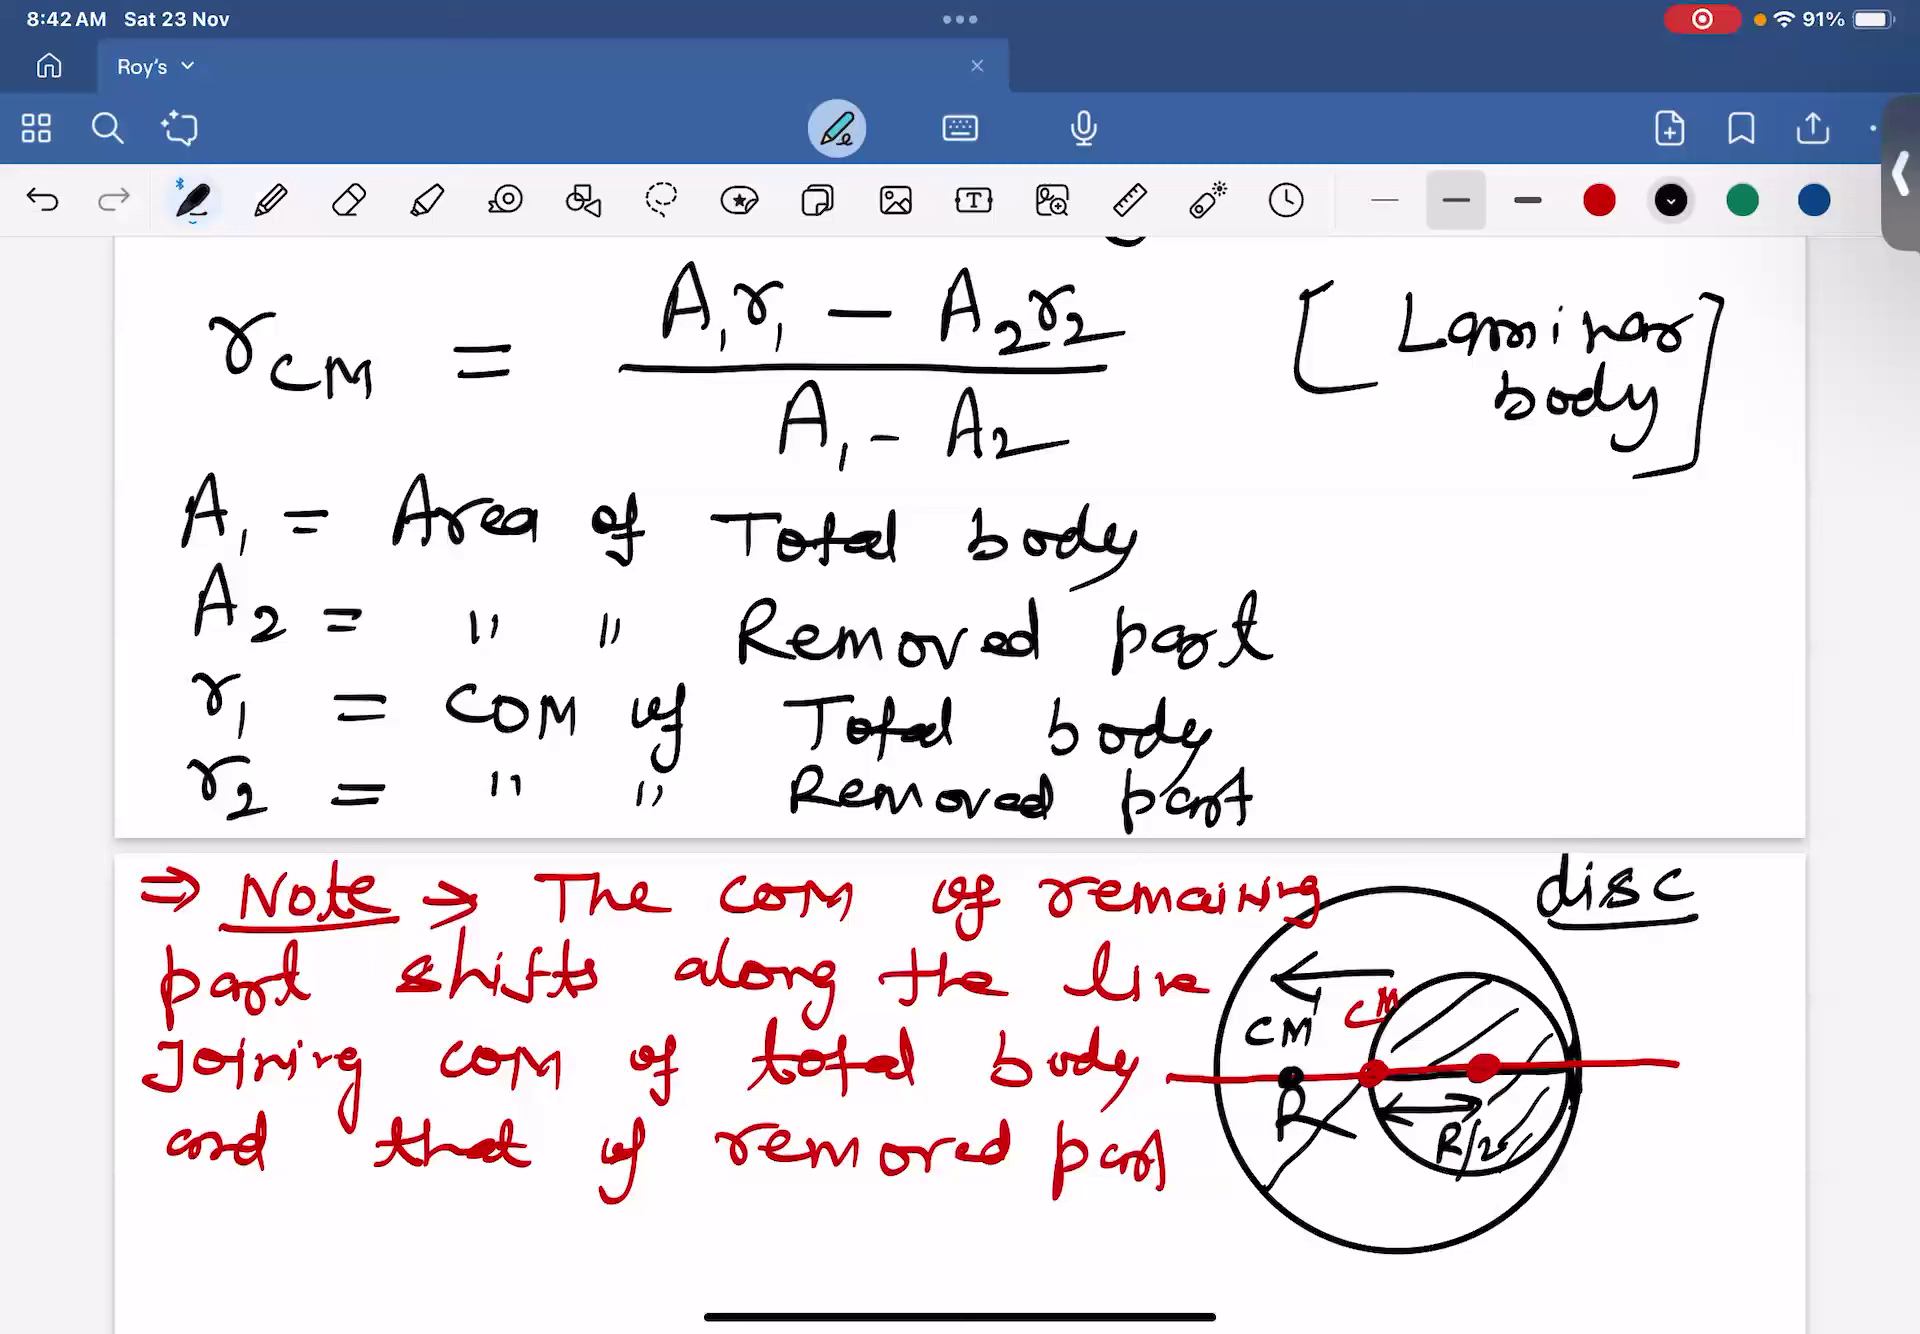 8:42 AM Sat 23 Nov
91%
Roy's
r_CM = (A₁r₁ − A₂r₂) / (A₁ − A₂) [Laminar body]
A₁ = Area of Total body
A₂ = " " Removed part
r₁ = COM of Total body
r₂ = " " Removed part
⇒ Note → The COM of remaining
part shifts along the line
Joining COM of total body
and that of removed part
disc
CM' CM
R
R/2